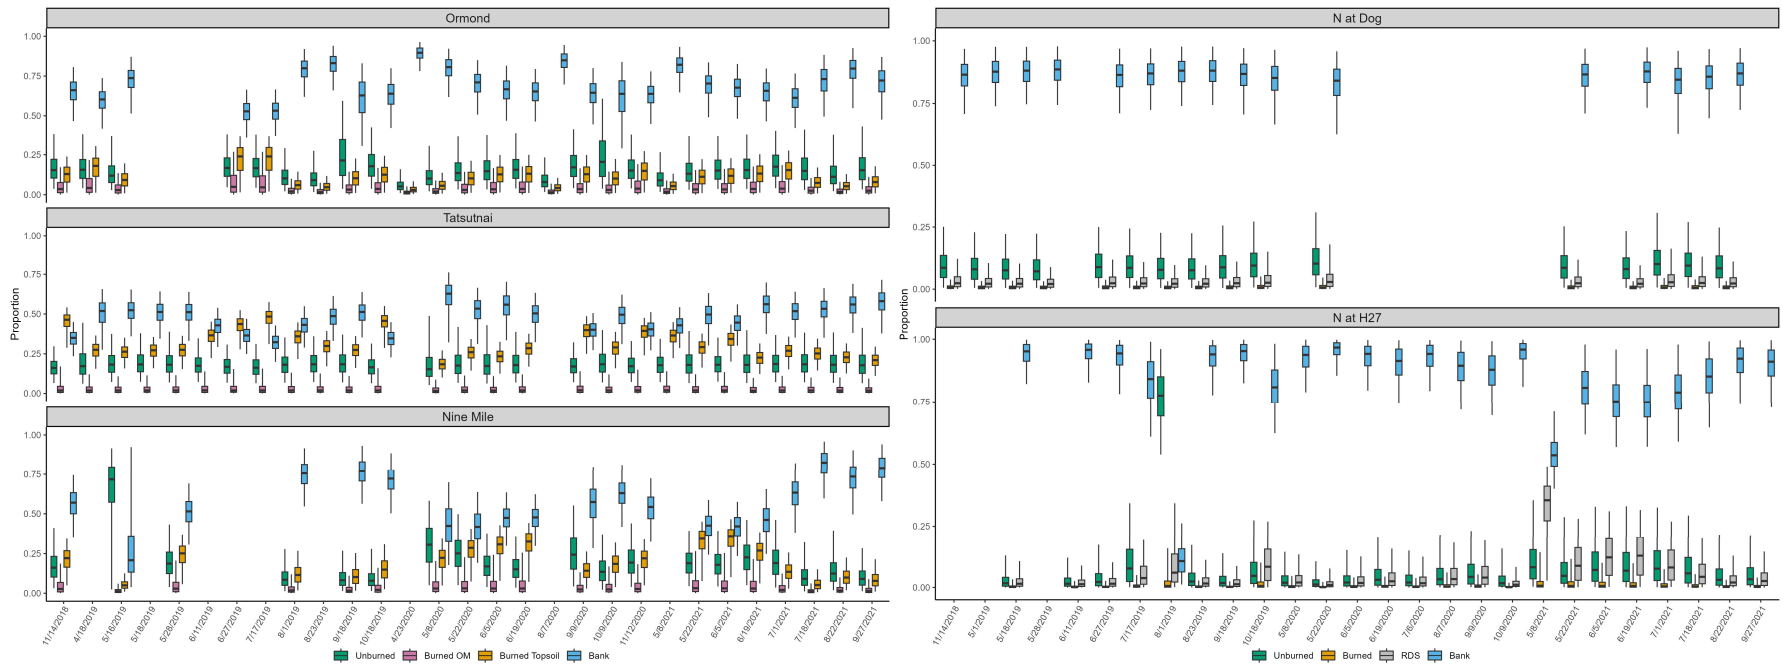 Ormond
1.00
0.75
0.50
0.25
0.00
Tatsutnai
1.00
0.75
0.50
0.25
0.00
Proportion
Nine Mile
1.00
0.75
0.50
0.25
0.00
11/14/2018 4/18/2019 5/16/2019 5/18/2019 5/28/2019 6/11/2019 6/27/2019 7/17/2019 8/1/2019 8/23/2019 9/18/2019 10/18/2019 4/23/2020 5/8/2020 5/22/2020 6/5/2020 6/19/2020 8/7/2020 9/9/2020 10/9/2020 11/12/2020 5/8/2021 5/22/2021 6/5/2021 6/19/2021 7/1/2021 7/18/2021 8/22/2021 9/27/2021
Unburned Burned OM Burned Topsoil Bank
N at Dog
1.00
0.75
0.50
0.25
0.00
Proportion
N at H27
1.00
0.75
0.50
0.25
0.00
11/14/2018 5/1/2019 5/18/2019 5/28/2019 6/11/2019 6/27/2019 7/17/2019 8/1/2019 8/23/2019 9/18/2019 10/18/2019 5/8/2020 5/22/2020 6/5/2020 6/19/2020 7/6/2020 8/7/2020 9/9/2020 10/9/2020 5/8/2021 5/22/2021 6/5/2021 6/19/2021 7/1/2021 7/18/2021 8/22/2021 9/27/2021
Unburned Burned RDS Bank